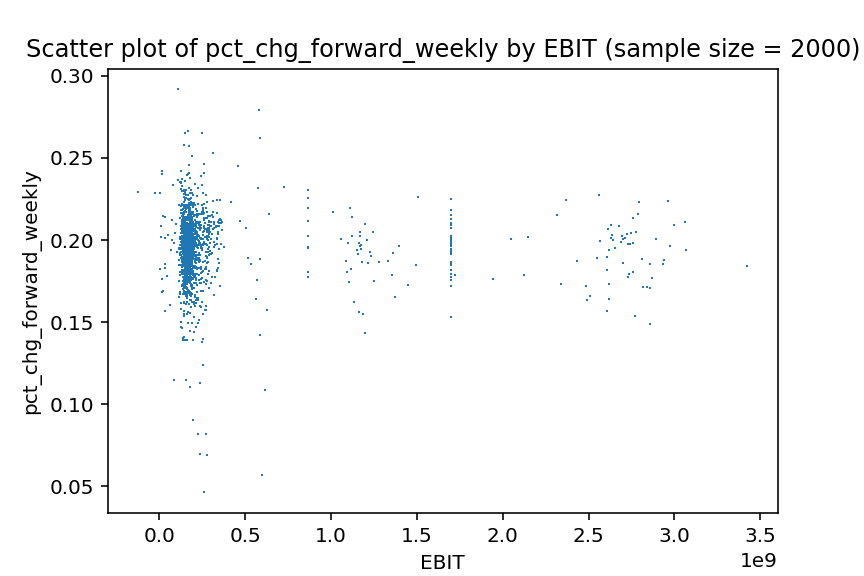 Scatter plot of pct_chg_forward_weekly by EBIT (sample size = 2000)
pct_chg_forward_weekly
0.30
0.25
0.20
0.15
0.10
0.05
0.0 0.5 1.0 1.5 2.0 2.5 3.0 3.5
1e9
EBIT